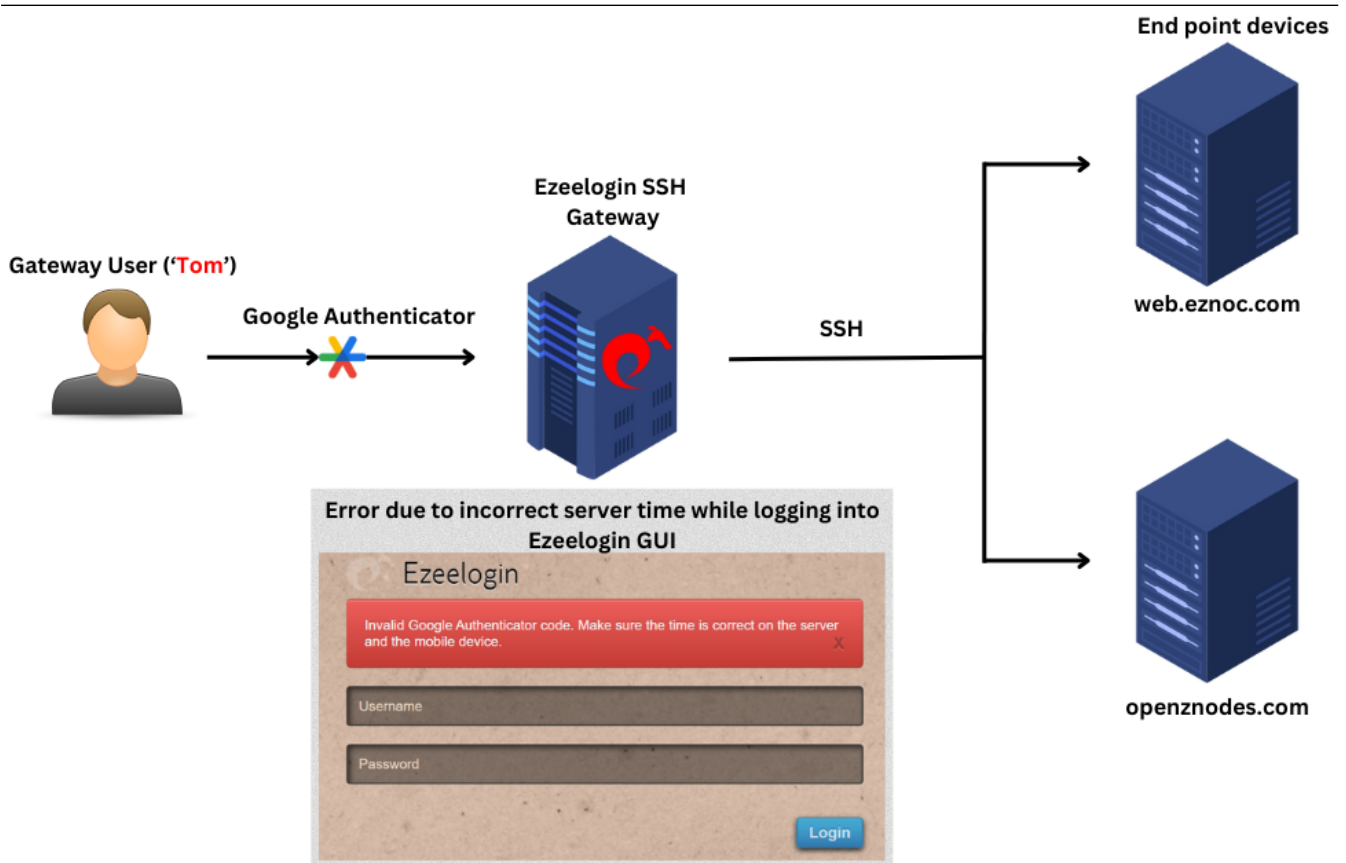 End point devices
Ezeelogin SSH
Gateway
Gateway User (‘Tom’)
Google Authenticator
SSH
web.eznoc.com
Error due to incorrect server time while logging into
Ezeelogin GUI
Ezeelogin
Invalid Google Authenticator code. Make sure the time is correct on the server
and the mobile device.
X
Username
Password
Login
openznodes.com